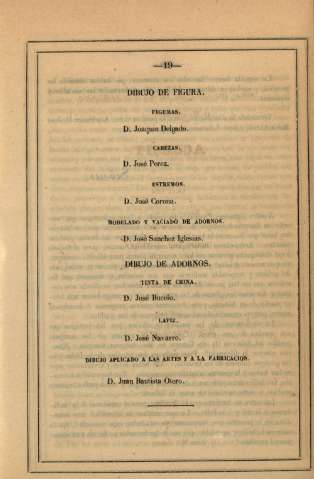 —19—
DIBUJO DE FIGURA.
FIGURAS.
D. Joaquin Delgado.
CABEZAS.
D. José Perez.
ESTREMOS.
D. José Corona.
MODELADO Y VACIADO DE ADORNOS.
D. José Sanchez Iglesias.
DIBUJO DE ADORNOS.
TINTA DE CHINA.
D. José
LAPIZ.
D. José Navarro.
DIBUJO APLICADO A LAS ARTES Y A LA FABRICACION.
D. Juan Bautista Otero.